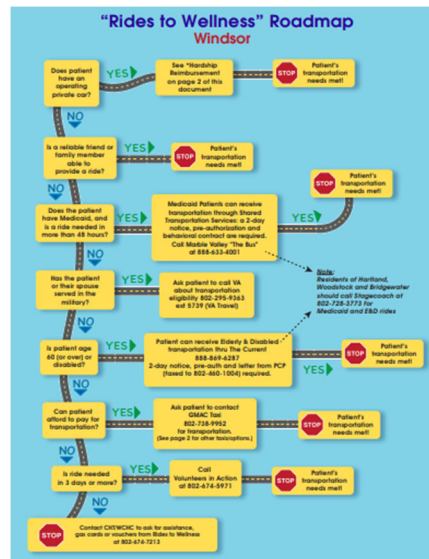 “Rides to Wellness” Roadmap
Windsor
Does patient
have an
operating
private car?
YES
See *Hardship
Reimbursement
on page 2 of this
document
STOP
Patient's
transportation
needs met!
NO
Is a reliable friend or
family member
able to
provide a ride?
YES
STOP
Patient's
transportation
needs met!
NO
Does the patient
have Medicaid, and
is a ride needed in
more than 48 hours?
YES
Medicaid Patients can receive
transportation through Shared
Transportation Services: a 2-day
notice, pre-authorization and
behavioral contract are required.
Call Marble Valley "The Bus"
at 888-633-4001
YES
STOP
Patient's
transportation
needs met!
NO
Note:
Residents of Hartland,
Woodstock and Bridgewater
should call Stagecoach at
802-728-3773 for
Medicaid and E&D rides
Has the patient
or their spouse
served in the
military?
YES
Ask patient to call VA
about transportation
eligibility 802-295-9363
ext 5739 (VA Travel)
NO
Is patient age
60 (or over) or
disabled?
YES
Patient can receive Elderly & Disabled
transportation thru The Current
888-869-6287
2-day notice, pre-auth and letter from PCP
(faxed to 802-460-1004) required.
YES
STOP
Patient's
transportation
needs met!
NO
Can patient
afford to pay for
transportation?
YES
Ask patient to contact
GMAC Taxi
802-738-9952
for transportation.
(See page 2 for other taxis/options.)
STOP
Patient's
transportation
needs met!
NO
Is ride needed
in 3 days or more?
YES
Call
Volunteers in Action
at 802-674-5971
STOP
Patient's
transportation
needs met!
NO
STOP
Contact CHT/WCHC to ask for assistance,
gas cards or vouchers from Rides to Wellness
at 802-674-7213